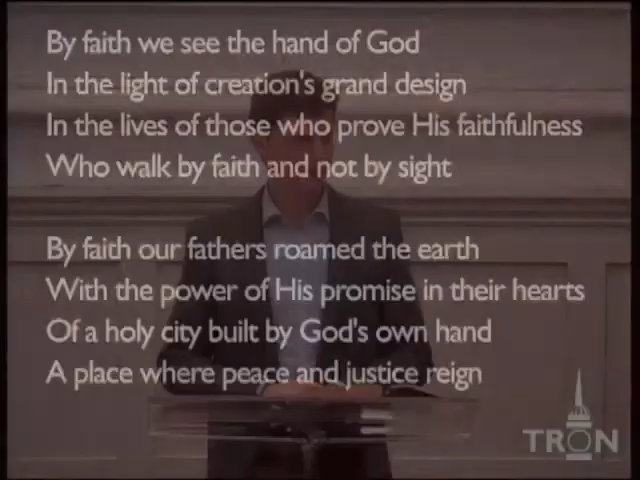 By faith we see the hand of God
In the light of creation's grand design
In the lives of those who prove His faithfulness
Who walk by faith and not by sight
By faith our fathers roamed the earth
With the power of His promise in their hearts
Of a holy city built by God's own hand
A place where peace and justice reign
TRON